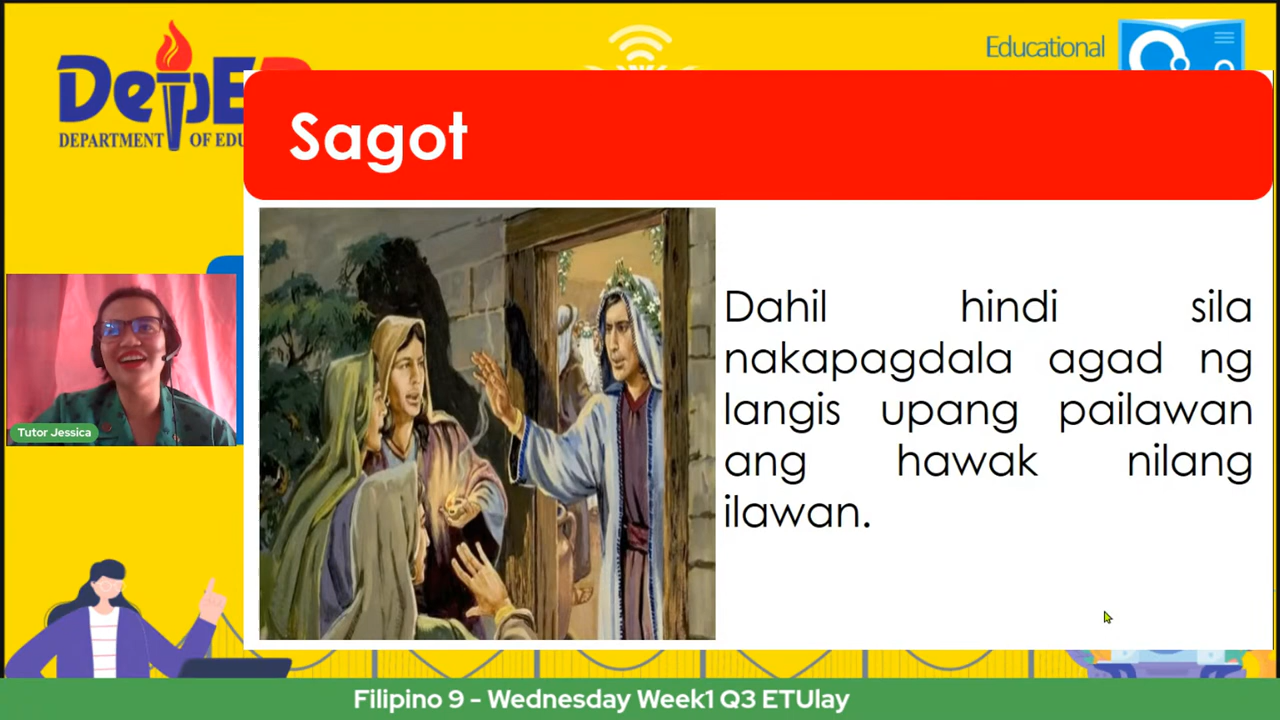 DepED
DEPARTMENT OF EDU
Educational
Sagot
Dahil hindi sila
nakapagdala agad ng
langis upang pailawan
ang hawak nilang
ilawan.
Tutor Jessica
Filipino 9 - Wednesday Week1 Q3 ETUlay